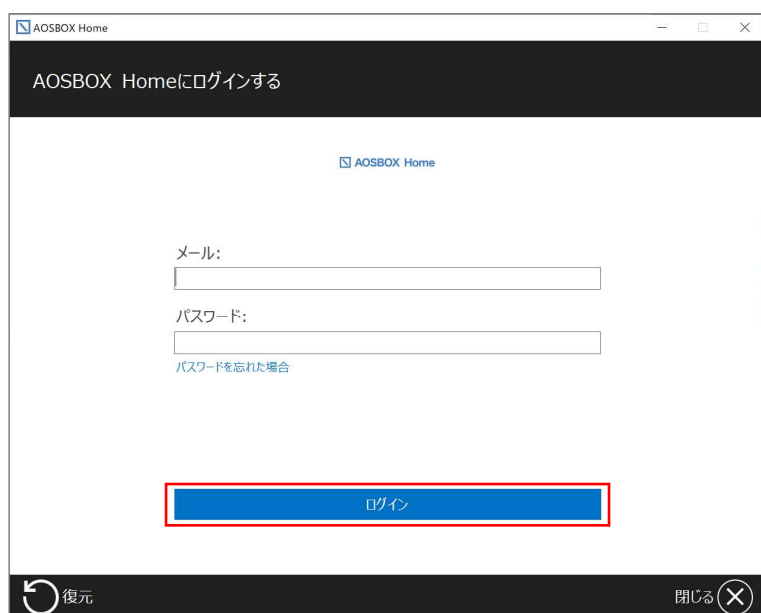 AOSBOX Home
AOSBOX Homeにログインする
AOSBOX Home
メール:
パスワード:
パスワードを忘れた場合
ログイン
復元
閉じる